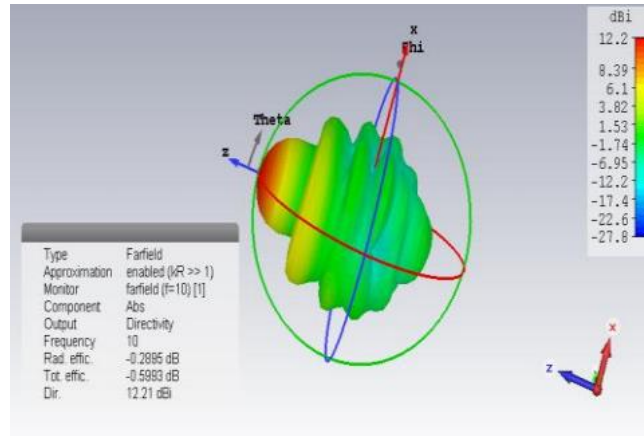 dBi
x
12.2
Phi
8.39
6.1
3.82
Theta
1.53
-1.74
z
-6.95
-12.2
-17.4
-22.6
-27.8
Type Farfield
Approximation enabled (kR >> 1)
Monitor farfield (f=10) [1]
Component Abs
Output Directivity
Frequency 10
Rad. effic. -0.2895 dB
Tot. effic. -0.5983 dB
Dir. 12.21 dBi
x
z